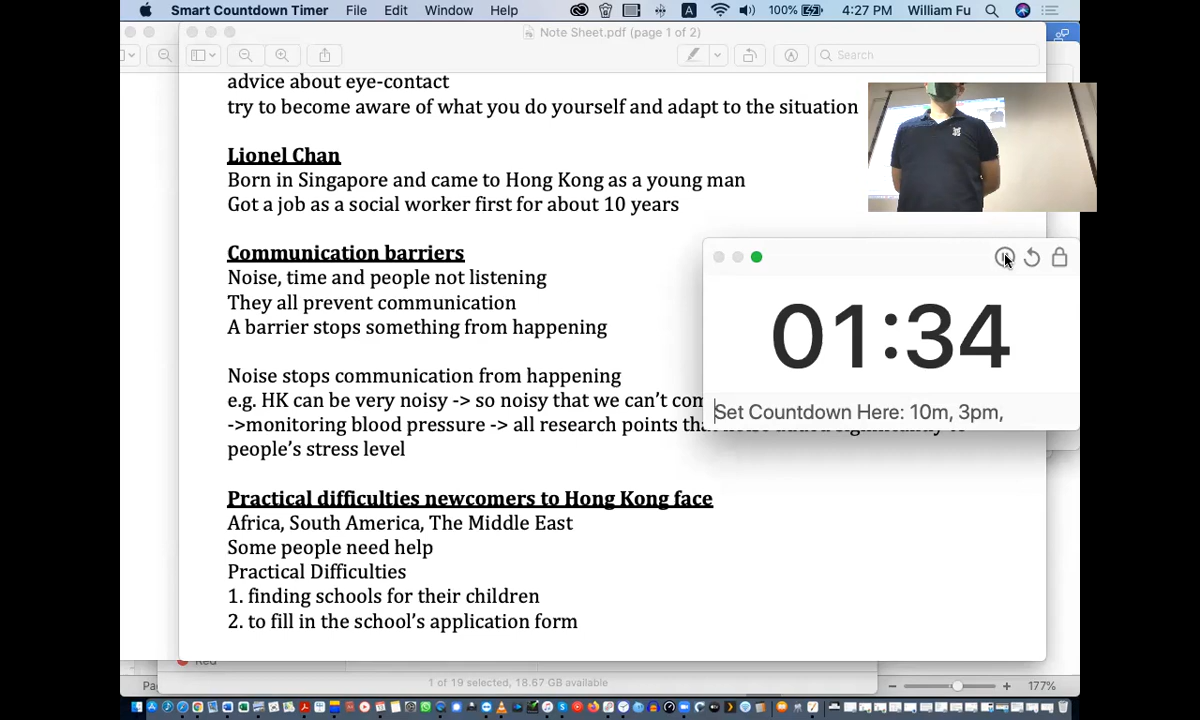 Smart Countdown Timer File Edit Window Help A 100% 4:27 PM William Fu
Note Sheet.pdf (page 1 of 2)
Search
advice about eye-contact
try to become aware of what you do yourself and adapt to the situation
Lionel Chan
Born in Singapore and came to Hong Kong as a young man
Got a job as a social worker first for about 10 years
Communication barriers
Noise, time and people not listening
They all prevent communication
A barrier stops something from happening
01:34
Set Countdown Here: 10m, 3pm,
Noise stops communication from happening
e.g. HK can be very noisy -> so noisy that we can't com
->monitoring blood pressure -> all research points that noise added significantly to
people's stress level
Practical difficulties newcomers to Hong Kong face
Africa, South America, The Middle East
Some people need help
Practical Difficulties
1. finding schools for their children
2. to fill in the school's application form
Red
1 of 19 selected, 18.67 GB available
Pa
177%